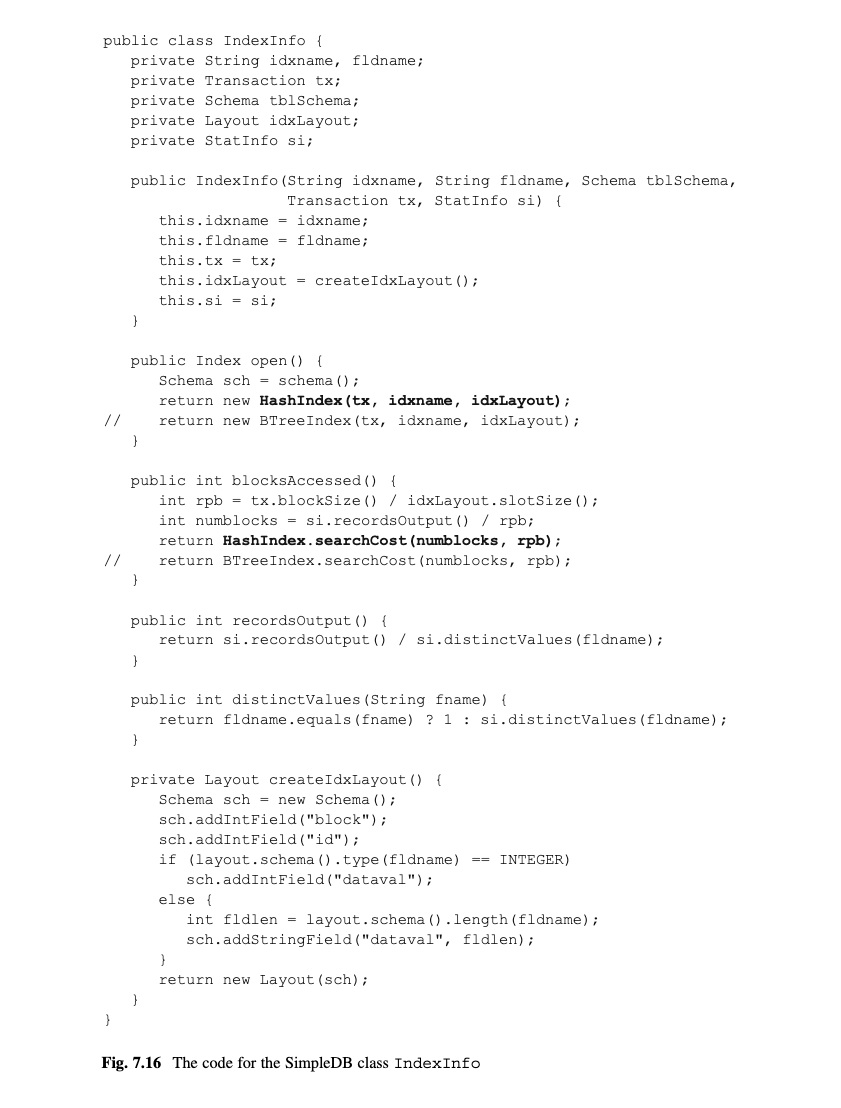 public class IndexInfo {
   private String idxname, fldname;
   private Transaction tx;
   private Schema tblSchema;
   private Layout idxLayout;
   private StatInfo si;

   public IndexInfo(String idxname, String fldname, Schema tblSchema,
                    Transaction tx, StatInfo si) {
      this.idxname = idxname;
      this.fldname = fldname;
      this.tx = tx;
      this.idxLayout = createIdxLayout();
      this.si = si;
   }

   public Index open() {
      Schema sch = schema();
      return new HashIndex(tx, idxname, idxLayout);
//    return new BTreeIndex(tx, idxname, idxLayout);
   }

   public int blocksAccessed() {
      int rpb = tx.blockSize() / idxLayout.slotSize();
      int numblocks = si.recordsOutput() / rpb;
      return HashIndex.searchCost(numblocks, rpb);
//    return BTreeIndex.searchCost(numblocks, rpb);
   }

   public int recordsOutput() {
      return si.recordsOutput() / si.distinctValues(fldname);
   }

   public int distinctValues(String fname) {
      return fldname.equals(fname) ? 1 : si.distinctValues(fldname);
   }

   private Layout createIdxLayout() {
      Schema sch = new Schema();
      sch.addIntField("block");
      sch.addIntField("id");
      if (layout.schema().type(fldname) == INTEGER)
         sch.addIntField("dataval");
      else {
         int fldlen = layout.schema().length(fldname);
         sch.addStringField("dataval", fldlen);
      }
      return new Layout(sch);
   }
}
Fig. 7.16 The code for the SimpleDB class IndexInfo